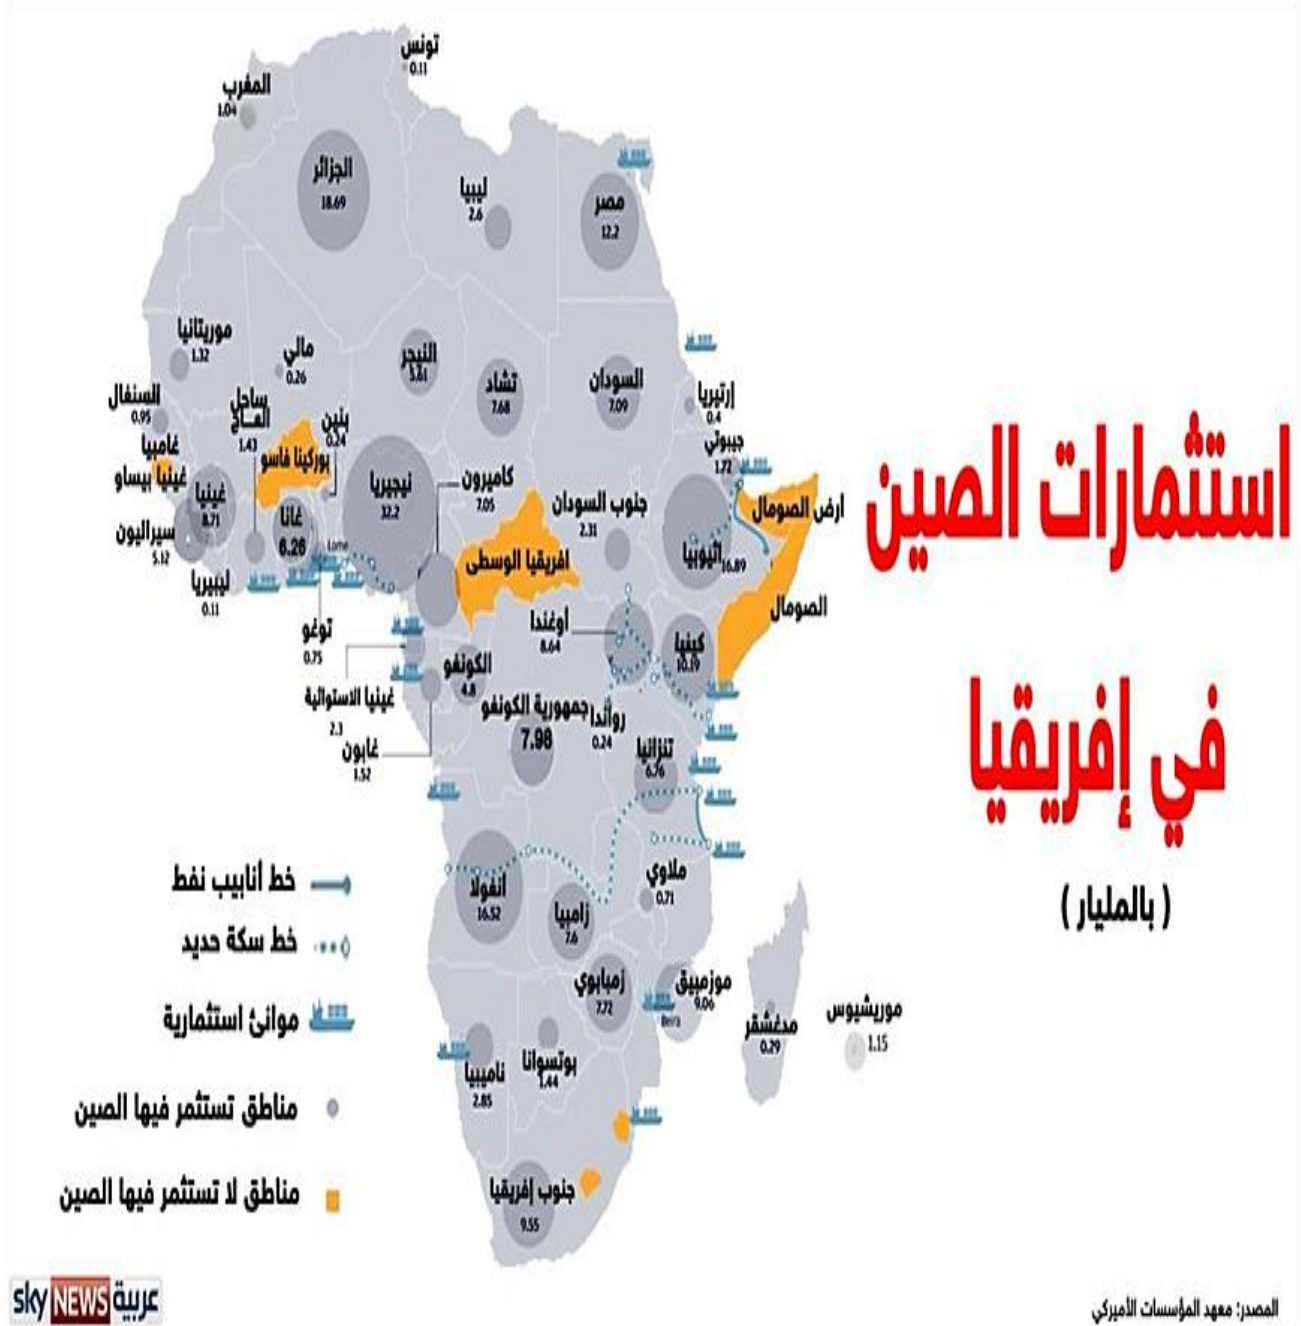 استثمارات الصين
في إفريقيا
( بالمليار )
تونس
0.11
المغرب
1.04
الجزائر
18.69
ليبيا
2.6
مصر
12.2
موريتانيا
1.32
مالي
0.26
النيجر
5.61
تشاد
7.68
السودان
7.09
إرتيريا
0.4
السنغال
0.95
ساحل
العـاج
1.43
بنين
0.24
جيبوتي
1.72
غامبيا
غينيا بيساو
بوركينا فاسو
غينيا
8.71
نيجيريا
32.2
كاميرون
7.05
جنوب السودان
2.31
ارض الصومال
سيراليون
5.12
غانا
6.26
Lome
افريقيا الوسطى
اثيوبيا
16.89
ليبيريا
0.11
الصومال
توغو
0.75
أوغندا
8.64
كينيا
10.19
الكونغو
4.8
غينيا الاستوائية
2.3
جمهورية الكونغو
7.98
رواندا
0.24
غابون
1.52
تنزانيا
6.76
أنغولا
16.52
زامبيا
7.6
ملاوي
0.71
زمبابوي
7.72
موزمبيق
9.06
Beira
مدغشقر
0.29
موريشيوس
1.15
ناميبيا
2.85
بوتسوانا
1.44
جنوب إفريقيا
9.55
خط أنابيب نفط
خط سكة حديد
موانئ استثمارية
مناطق تستثمر فيها الصين
مناطق لا تستثمر فيها الصين
sky NEWS عربية
المصدر: معهد المؤسسات الأميركي